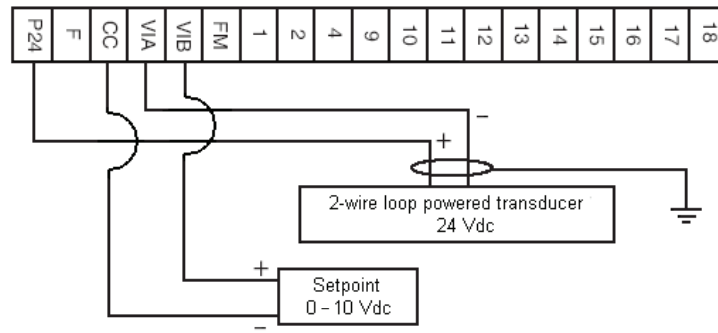 P24 F CC VIA VIB FM 1 2 4 9 10 11 12 13 14 15 16 17 18
−
+
2-wire loop powered transducer
24 Vdc
+
Setpoint
0 – 10 Vdc
−